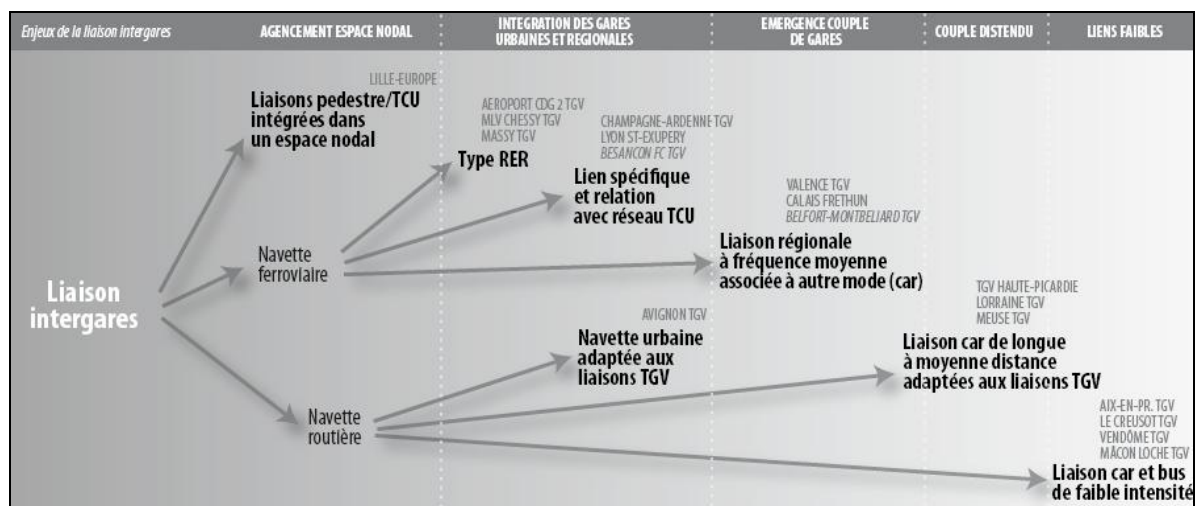 Enjeux de la liaison intergares
AGENCEMENT ESPACE NODAL
INTEGRATION DES GARES
URBAINES ET REGIONALES
EMERGENCE COUPLE
DE GARES
COUPLE DISTENDU
LIENS FAIBLES
LILLE-EUROPE
Liaisons pedestre/TCU
intégrées dans
un espace nodal
AEROPORT CDG 2 TGV
MLV CHESSY TGV
MASSY TGV
Type RER
CHAMPAGNE-ARDENNE TGV
LYON ST-EXUPERY
BESANCON FC TGV
Lien spécifique
et relation
avec réseau TCU
VALENCE TGV
CALAIS FRETHUN
BELFORT-MONTBELIARD TGV
Liaison régionale
à fréquence moyenne
associée à autre mode (car)
Navette
ferroviaire
Liaison
intergares
AVIGNON TGV
Navette urbaine
adaptée aux
liaisons TGV
TGV HAUTE-PICARDIE
LORRAINE TGV
MEUSE TGV
Liaison car de longue
à moyenne distance
adaptées aux liaisons TGV
Navette
routière
AIX-EN-PR. TGV
LE CREUSOT TGV
VENDÔME TGV
MÂCON LOCHE TGV
Liaison car et bus
de faible intensité